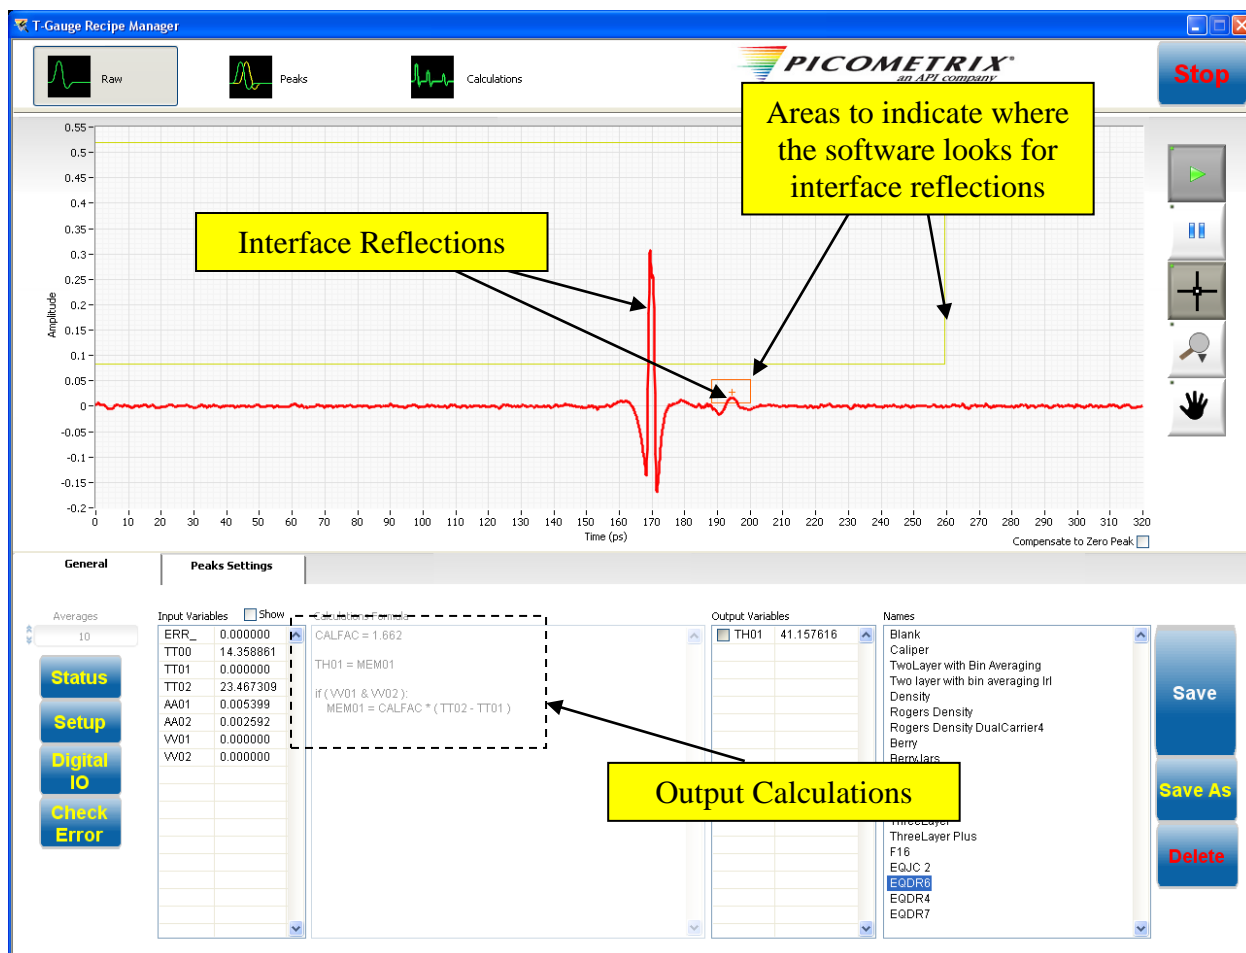 T-Gauge Recipe Manager
Raw
Peaks
Calculations
PICOMETRIX
an API company
Stop
Areas to indicate where
the software looks for
interface reflections
Interface Reflections
0.55
0.5
0.45
0.4
0.35
0.3
0.25
0.2
0.15
0.1
0.05
0
-0.05
-0.1
-0.15
-0.2
Amplitude
0 10 20 30 40 50 60 70 80 90 100 110 120 130 140 150 160 170 180 190 200 210 220 230 240 250 260 270 280 290 300 310 320
Time (ps)
Compensate to Zero Peak
General
Peaks Settings
Averages
10
Status
Setup
Digital
IO
Check
Error
Input Variables
Show
ERR_ 0.000000
TT00 14.358861
TT01 0.000000
TT02 23.467309
AA01 0.005399
AA02 0.002592
VV01 0.000000
VV02 0.000000
Calculations Formula
CALFAC = 1.662
TH01 = MEM01
if ( VV01 & VV02 ):
MEM01 = CALFAC * ( TT02 - TT01 )
Output Calculations
Output Variables
TH01 41.157616
Names
Blank
Caliper
TwoLayer with Bin Averaging
Two layer with bin averaging Irl
Density
Rogers Density
Rogers Density DualCarrier4
Berry
BerryJars
ThreeLayer
ThreeLayer Plus
F16
EQJC 2
EQDR6
EQDR4
EQDR7
Save
Save As
Delete